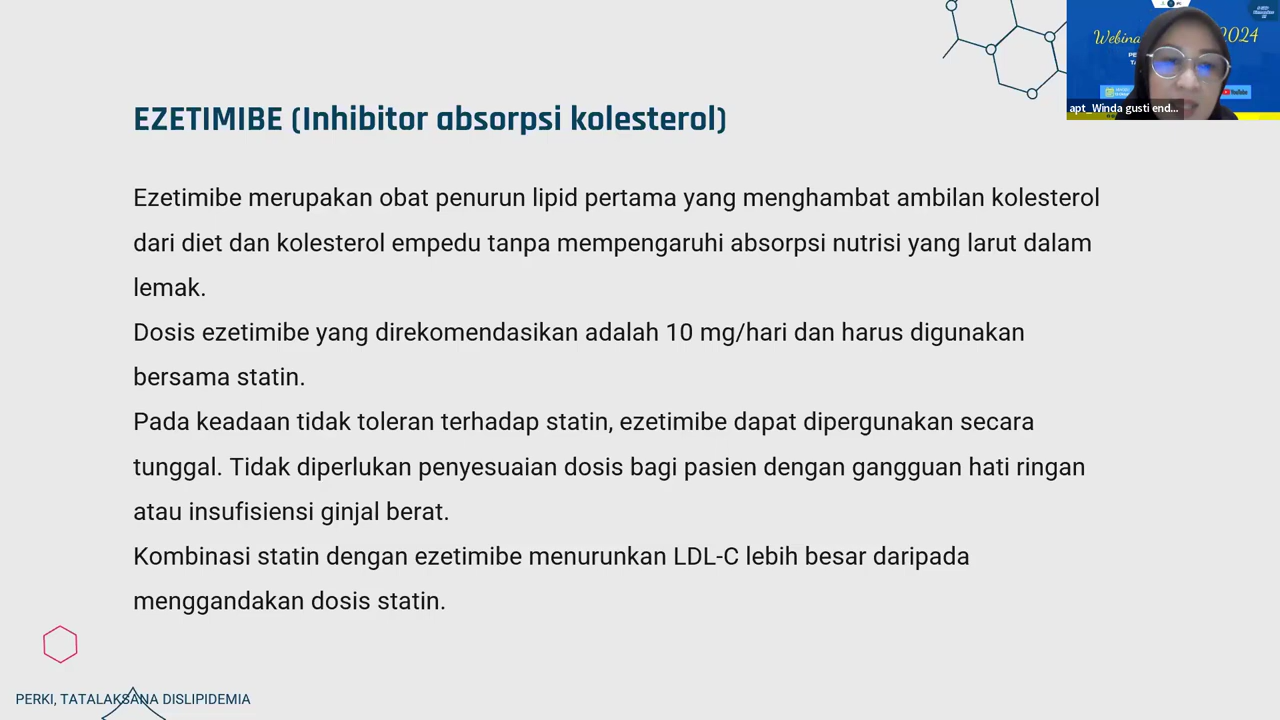 Webina
2024
YouTube
apt_Winda gusti end...
EZETIMIBE (Inhibitor absorpsi kolesterol)
Ezetimibe merupakan obat penurun lipid pertama yang menghambat ambilan kolesterol
dari diet dan kolesterol empedu tanpa mempengaruhi absorpsi nutrisi yang larut dalam
lemak.
Dosis ezetimibe yang direkomendasikan adalah 10 mg/hari dan harus digunakan
bersama statin.
Pada keadaan tidak toleran terhadap statin, ezetimibe dapat dipergunakan secara
tunggal. Tidak diperlukan penyesuaian dosis bagi pasien dengan gangguan hati ringan
atau insufisiensi ginjal berat.
Kombinasi statin dengan ezetimibe menurunkan LDL-C lebih besar daripada
menggandakan dosis statin.
PERKI, TATALAKSANA DISLIPIDEMIA